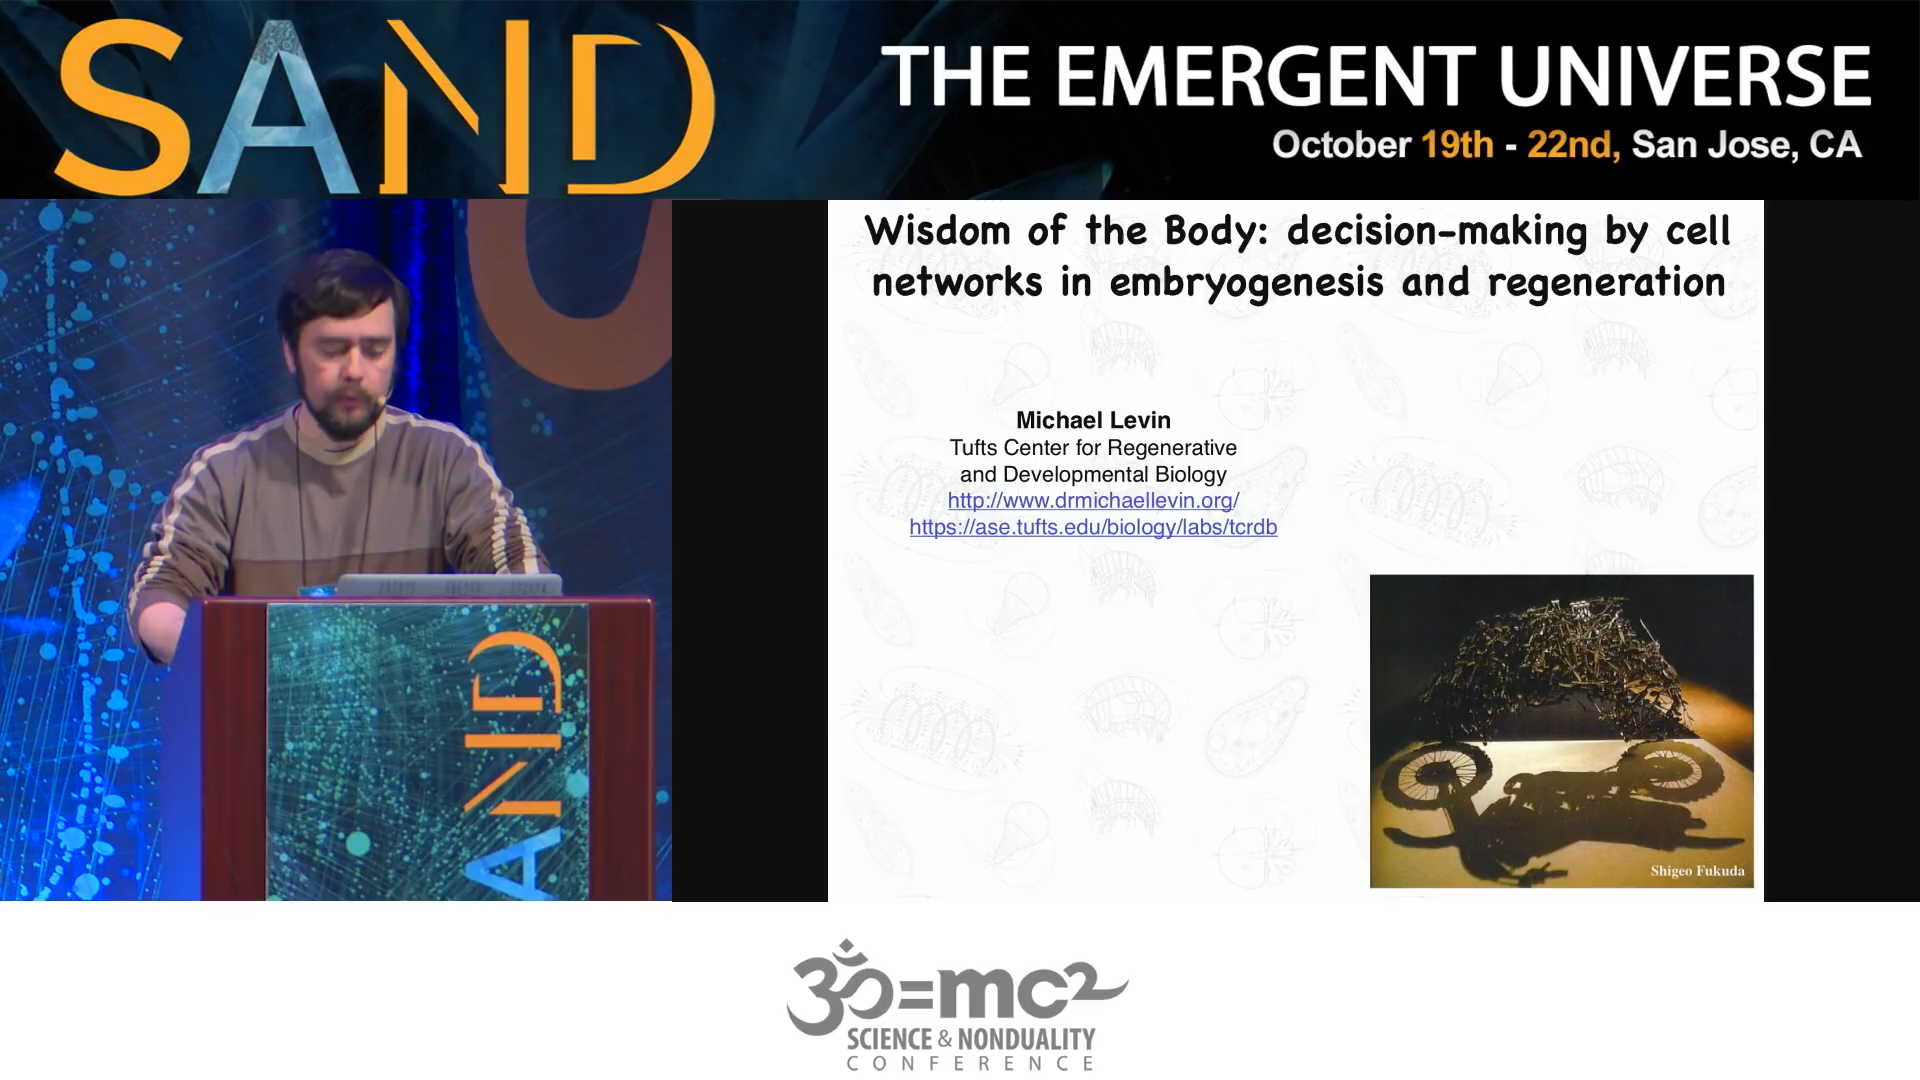 SAND
THE EMERGENT UNIVERSE
October 19th - 22nd, San Jose, CA
Wisdom of the Body: decision-making by cell
networks in embryogenesis and regeneration
Michael Levin
Tufts Center for Regenerative
and Developmental Biology
http://www.drmichaellevin.org/
https://ase.tufts.edu/biology/labs/tcrdb
Shigeo Fukuda
AND
ॐ=mc2
SCIENCE & NONDUALITY
CONFERENCE